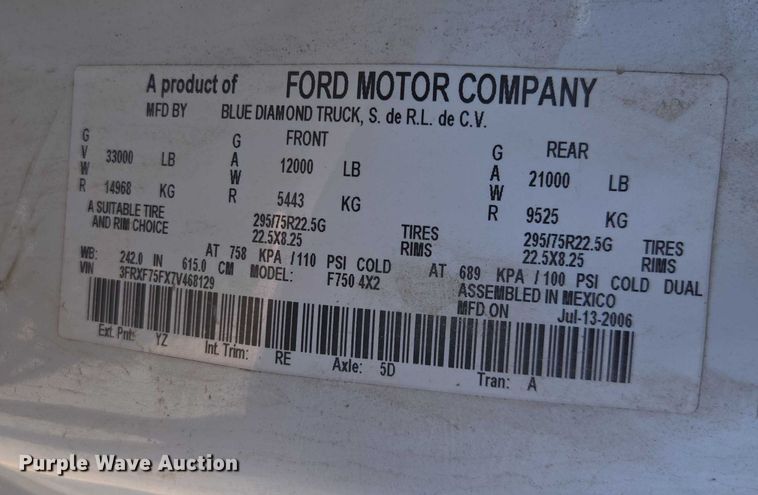 A product of FORD MOTOR COMPANY
MFD BY BLUE DIAMOND TRUCK, S. de R.L. de C.V.
GVWR 33000 LB
14968 KG
FRONT
GAWR 12000 LB
5443 KG
REAR
GAWR 21000 LB
9525 KG
A SUITABLE TIRE
AND RIM CHOICE
295/75R22.5G TIRES
22.5X8.25 RIMS
295/75R22.5G TIRES
22.5X8.25 RIMS
AT 758 KPA /110 PSI COLD AT 689 KPA / 100 PSI COLD DUAL
WB: 242.0 IN 615.0 CM MODEL: F750 4X2 ASSEMBLED IN MEXICO
VIN 3FRXF75FX7V468129 MFD ON Jul-13-2006
Ext. Pnt: YZ Int. Trim: RE Axle: 5D Tran: A
Purple Wave Auction